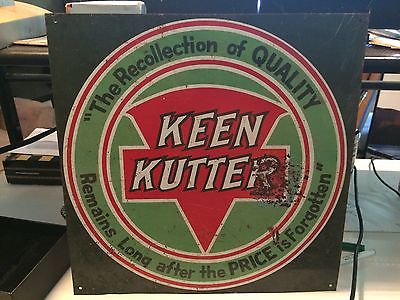 "The Recollection of QUALITY
KEEN
KUTTER
Remains Long after the PRICE is Forgotten"